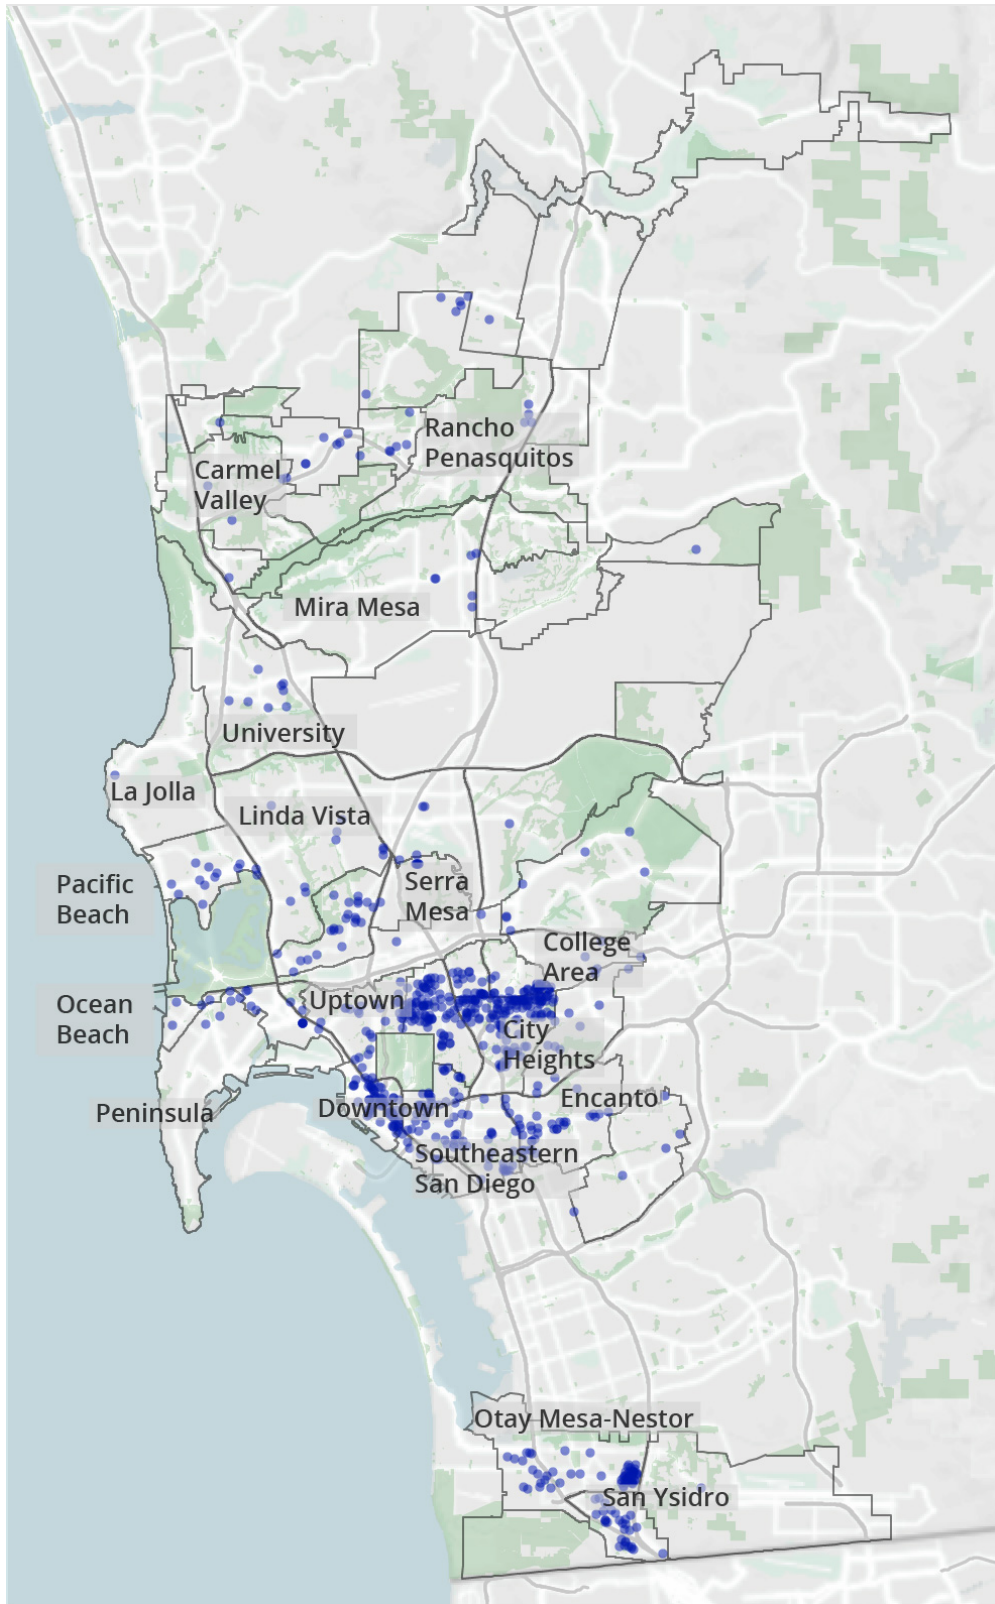 Rancho
Penasquitos
Carmel
Valley
Mira Mesa
University
La Jolla
Linda Vista
Pacific
Beach
Serra
Mesa
College
Area
Ocean
Beach
Uptown
City
Heights
Peninsula
Downtown
Encanto
Southeastern
San Diego
Otay Mesa-Nestor
San Ysidro